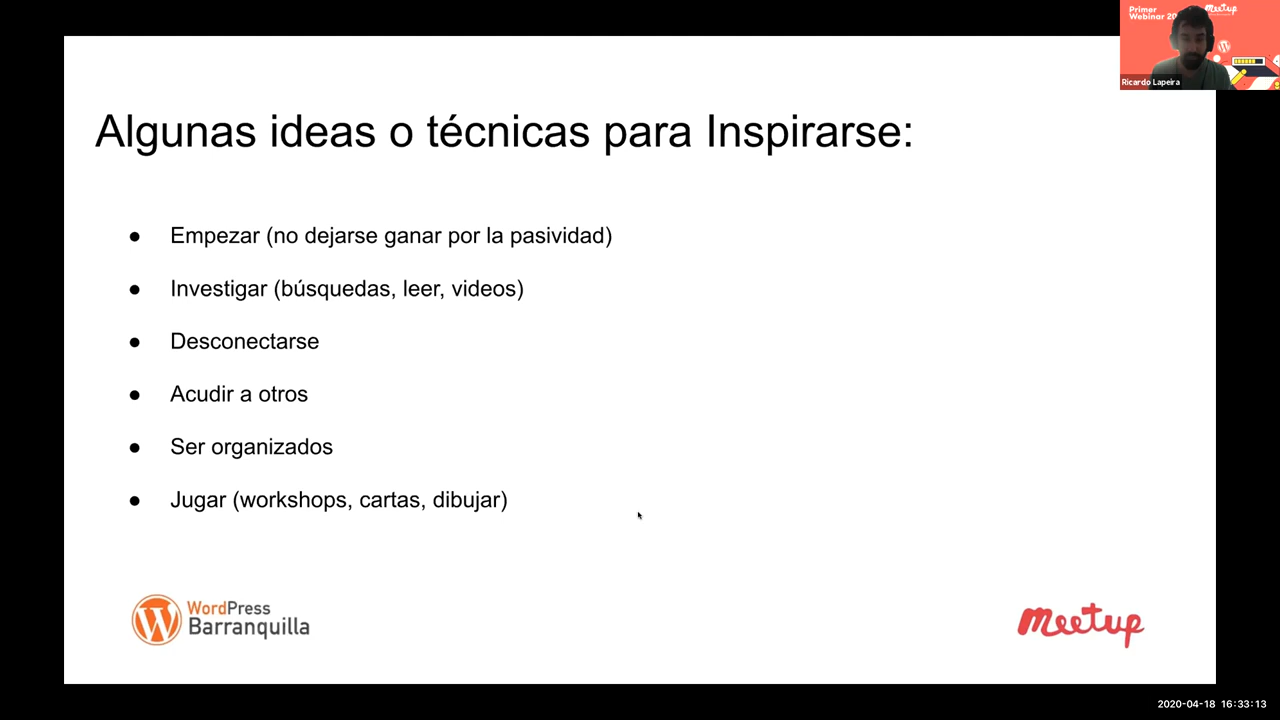 Primer
Webinar 20
Meetup
Ricardo Lapeira
Algunas ideas o técnicas para Inspirarse:
● Empezar (no dejarse ganar por la pasividad)
● Investigar (búsquedas, leer, videos)
● Desconectarse
● Acudir a otros
● Ser organizados
● Jugar (workshops, cartas, dibujar)
WordPress
Barranquilla
Meetup
2020-04-18 16:33:13